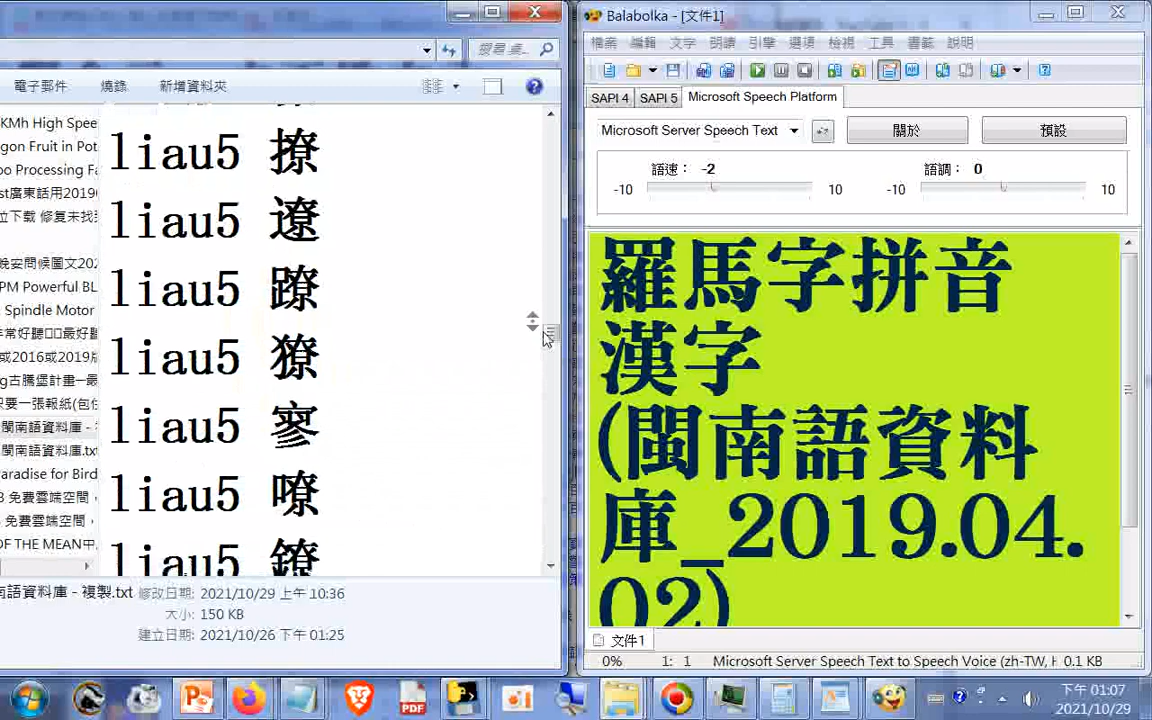 搜尋桌...
電子郵件 燒錄 新增資料夾
KMh High Spee
gon Fruit in Pot
oo Processing Fa
st廣東話用2019
位下载 修复未找
晚安問候圖文202
PM Powerful BL
Spindle Motor
或2016或2019版
g古騰堡計畫─最
只要一張報紙(包住
閩南語資料庫 -
閩南語資料庫.tx
aradise for Bird
3 免費雲端空間，
免費雲端空間，
OF THE MEAN中
liau5 撩
liau5 遼
liau5 蹽
liau5 獠
liau5 寥
liau5 嘹
liau5 鐐
南語資料庫 - 複製.txt 修改日期: 2021/10/29 上午 10:36
大小: 150 KB
建立日期: 2021/10/26 下午 01:25
Balabolka - [文件1]
檔案 編輯 文字 朗讀 引擎 選項 檢視 工具 書籤 說明
SAPI 4 SAPI 5 Microsoft Speech Platform
Microsoft Server Speech Text 關於 預設
語速： -2 語調： 0
-10 10 -10 10
羅馬字拼音
漢字
(閩南語資料
庫_2019.04.
02)
文件1
0% 1: 1 Microsoft Server Speech Text to Speech Voice (zh-TW, H 0.1 KB
PDF
下午 01:07
2021/10/29